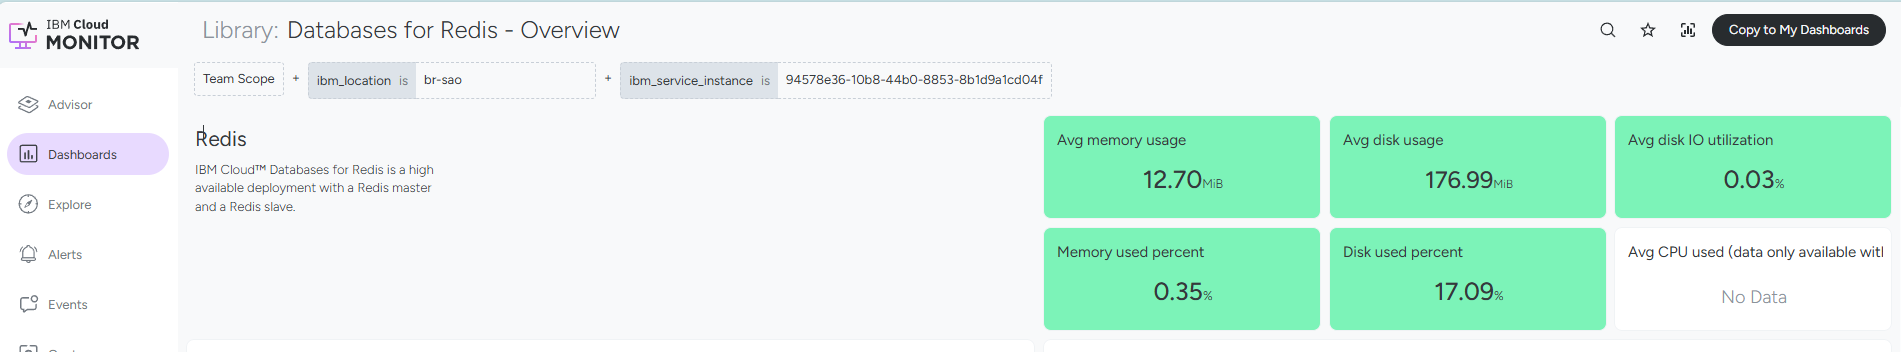 IBM Cloud
MONITOR
Library: Databases for Redis - Overview
Copy to My Dashboards
Team Scope + ibm_location is br-sao + ibm_service_instance is 94578e36-10b8-44b0-8853-8b1d9a1cd04f
Advisor
Dashboards
Explore
Alerts
Events
Redis
IBM Cloud™ Databases for Redis is a high
available deployment with a Redis master
and a Redis slave.
Avg memory usage
12.70MiB
Avg disk usage
176.99MiB
Avg disk IO utilization
0.03%
Memory used percent
0.35%
Disk used percent
17.09%
Avg CPU used (data only available witl
No Data